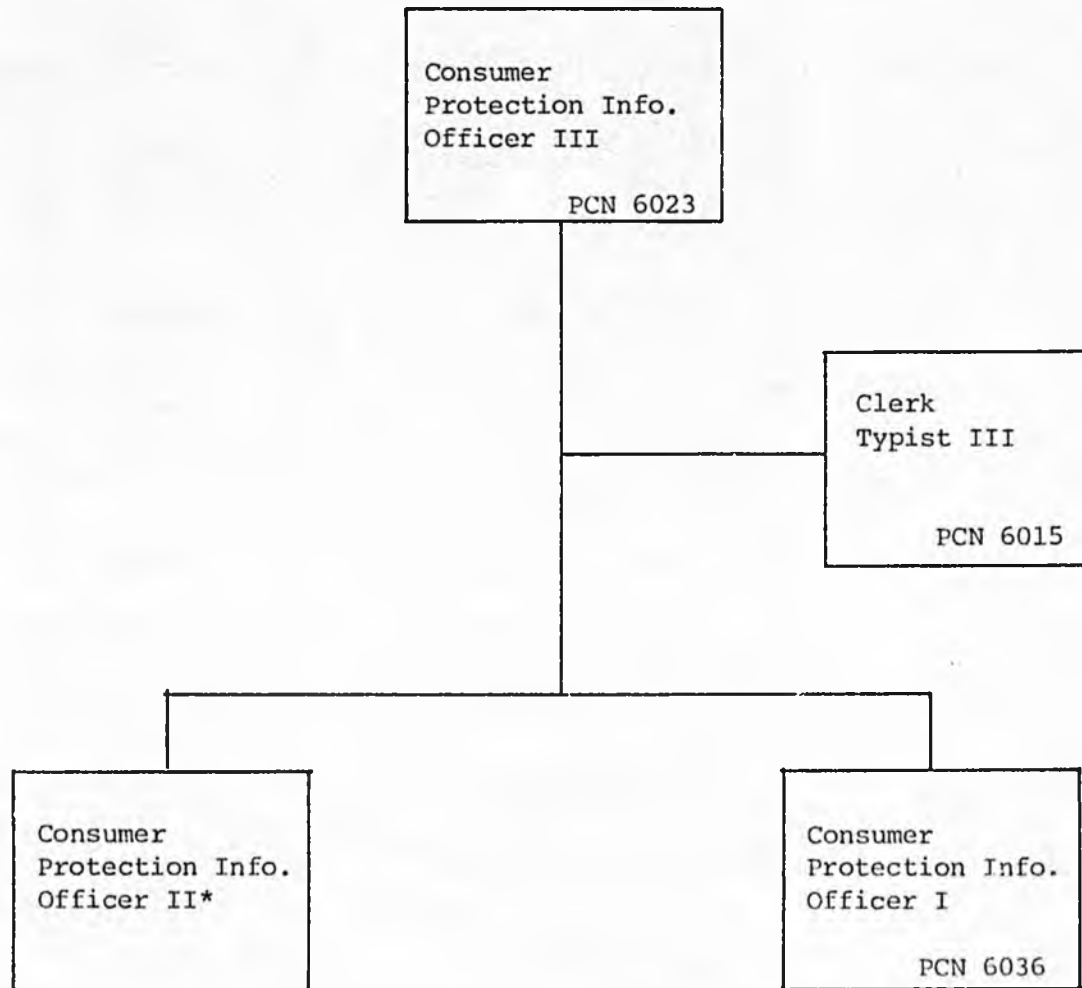 Consumer
Protection Info.
Officer III
PCN 6023
Clerk
Typist III
PCN 6015
Consumer
Protection Info.
Officer II*
Consumer
Protection Info.
Officer I
PCN 6036